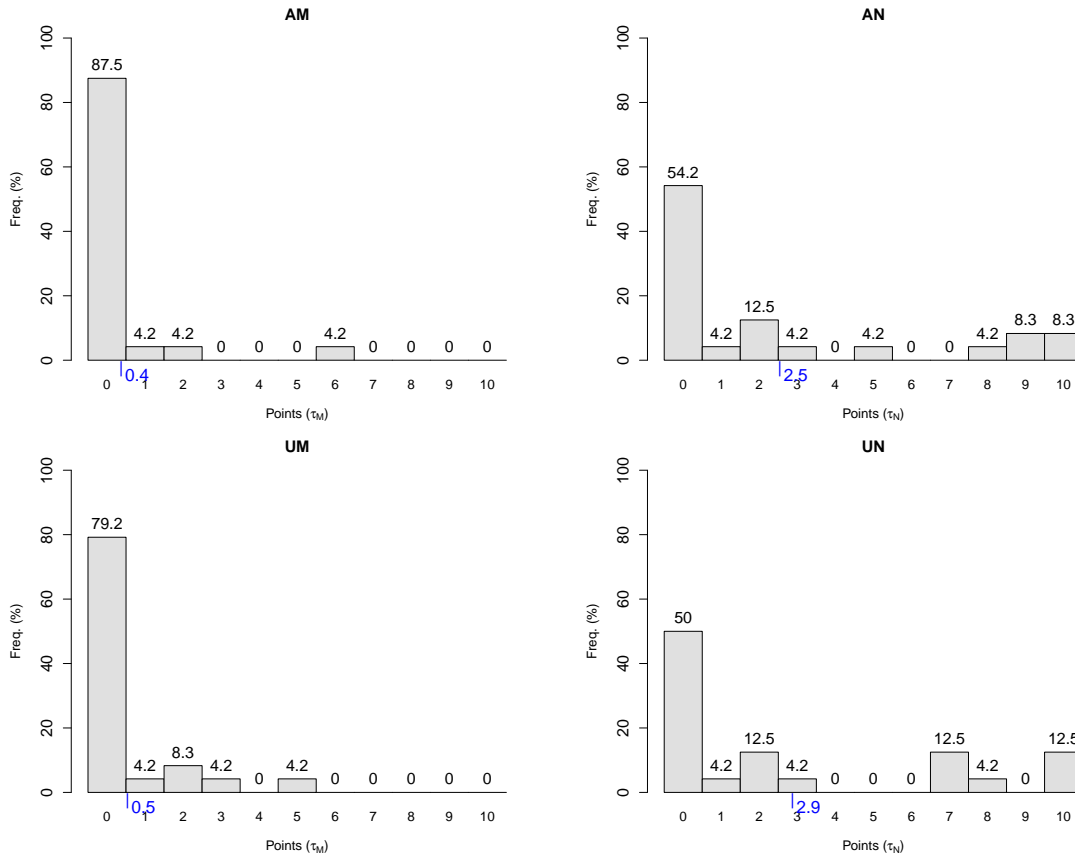 AM
Freq. (%)
100
80
60
40
20
0
87.5
4.2 4.2 0 0 0 4.2 0 0 0 0
0.4
0 1 2 3 4 5 6 7 8 9 10
Points (τM)
AN
Freq. (%)
100
80
60
40
20
0
54.2
4.2 12.5 4.2 0 4.2 0 0 4.2 8.3 8.3
2.5
0 1 2 3 4 5 6 7 8 9 10
Points (τN)
UM
Freq. (%)
100
80
60
40
20
0
79.2
4.2 8.3 4.2 0 4.2 0 0 0 0 0
0.5
0 1 2 3 4 5 6 7 8 9 10
Points (τM)
UN
Freq. (%)
100
80
60
40
20
0
50
4.2 12.5 4.2 0 0 0 12.5 4.2 0 12.5
2.9
0 1 2 3 4 5 6 7 8 9 10
Points (τN)